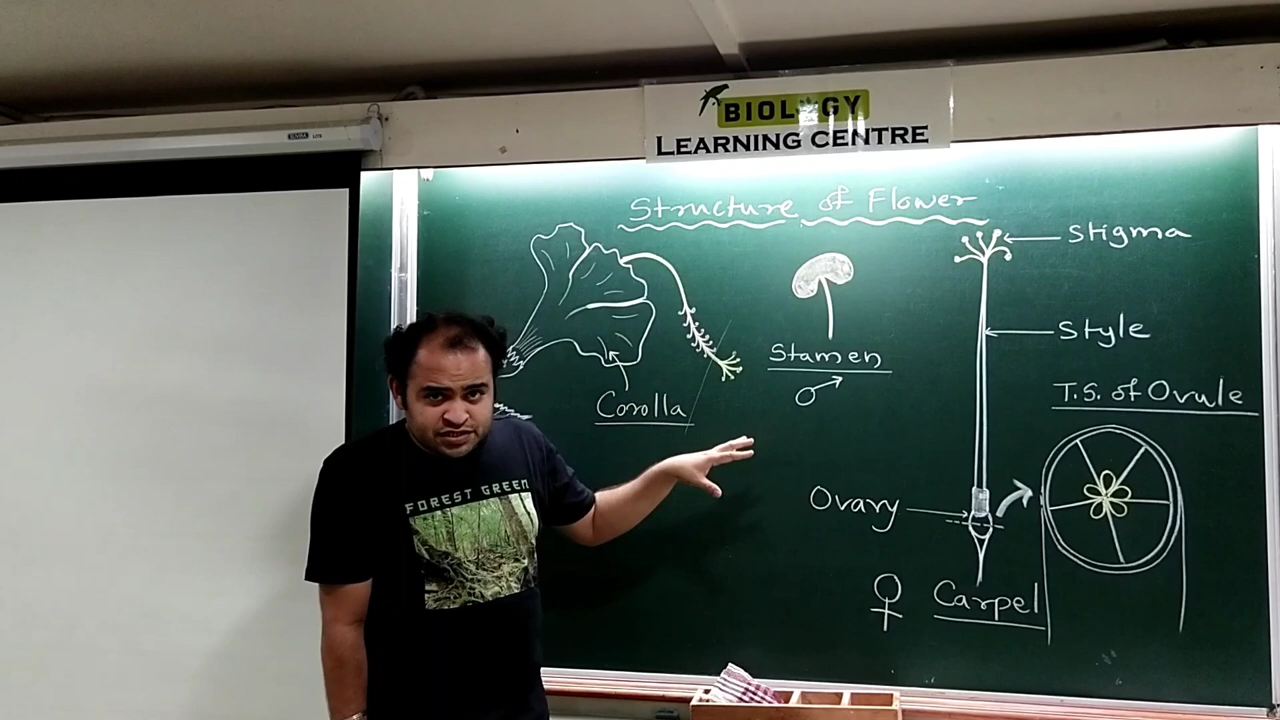 BIOLOGY
LEARNING CENTRE
Structure of Flower
Stigma
Style
Stamen
T.S. of Ovule
Corolla
FOREST GREEN
Ovary
Carpel